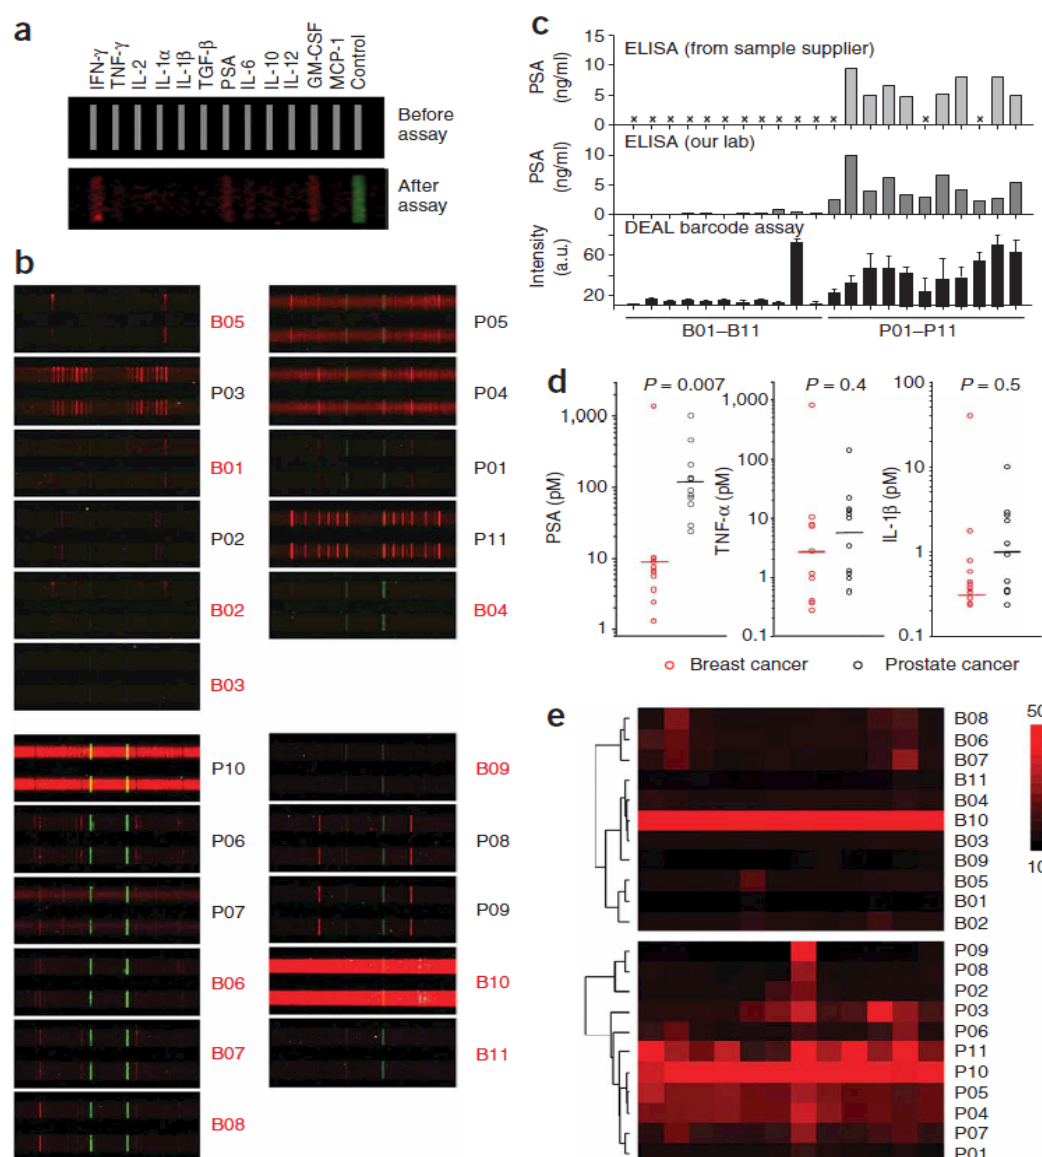 a
IFN-γ
TNF-γ
IL-2
IL-1α
IL-1β
TGF-β
PSA
IL-6
IL-10
IL-12
GM-CSF
MCP-1
Control
Before
assay
After
assay
b
B05
P03
B01
P02
B02
B03
P05
P04
P01
P11
B04
P10
P06
P07
B06
B07
B08
B09
P08
P09
B10
B11
c
ELISA (from sample supplier)
PSA
(ng/ml)
15
10
5
0
x x x x x x x x x x x x x x
ELISA (our lab)
PSA
(ng/ml)
10
5
0
DEAL barcode assay
Intensity
(a.u.)
60
20
B01–B11
P01–P11
d
P = 0.007
PSA (pM)
1,000
100
10
1
P = 0.4
TNF-α (pM)
1,000
100
10
1
0.1
P = 0.5
IL-1β (pM)
100
10
1
0.1
Breast cancer
Prostate cancer
e
B08
B06
B07
B11
B04
B10
B03
B09
B05
B01
B02
P09
P08
P02
P03
P06
P11
P10
P05
P04
P07
P01
50
10